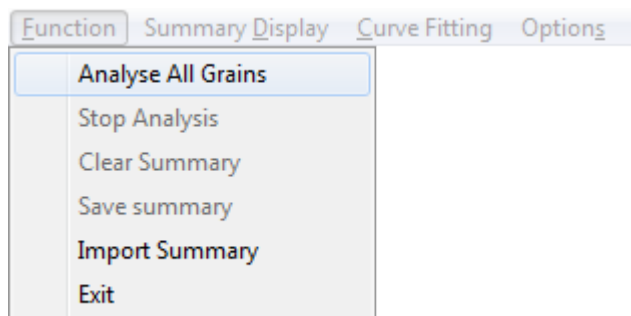 Function Summary Display Curve Fitting Options
Analyse All Grains
Stop Analysis
Clear Summary
Save summary
Import Summary
Exit